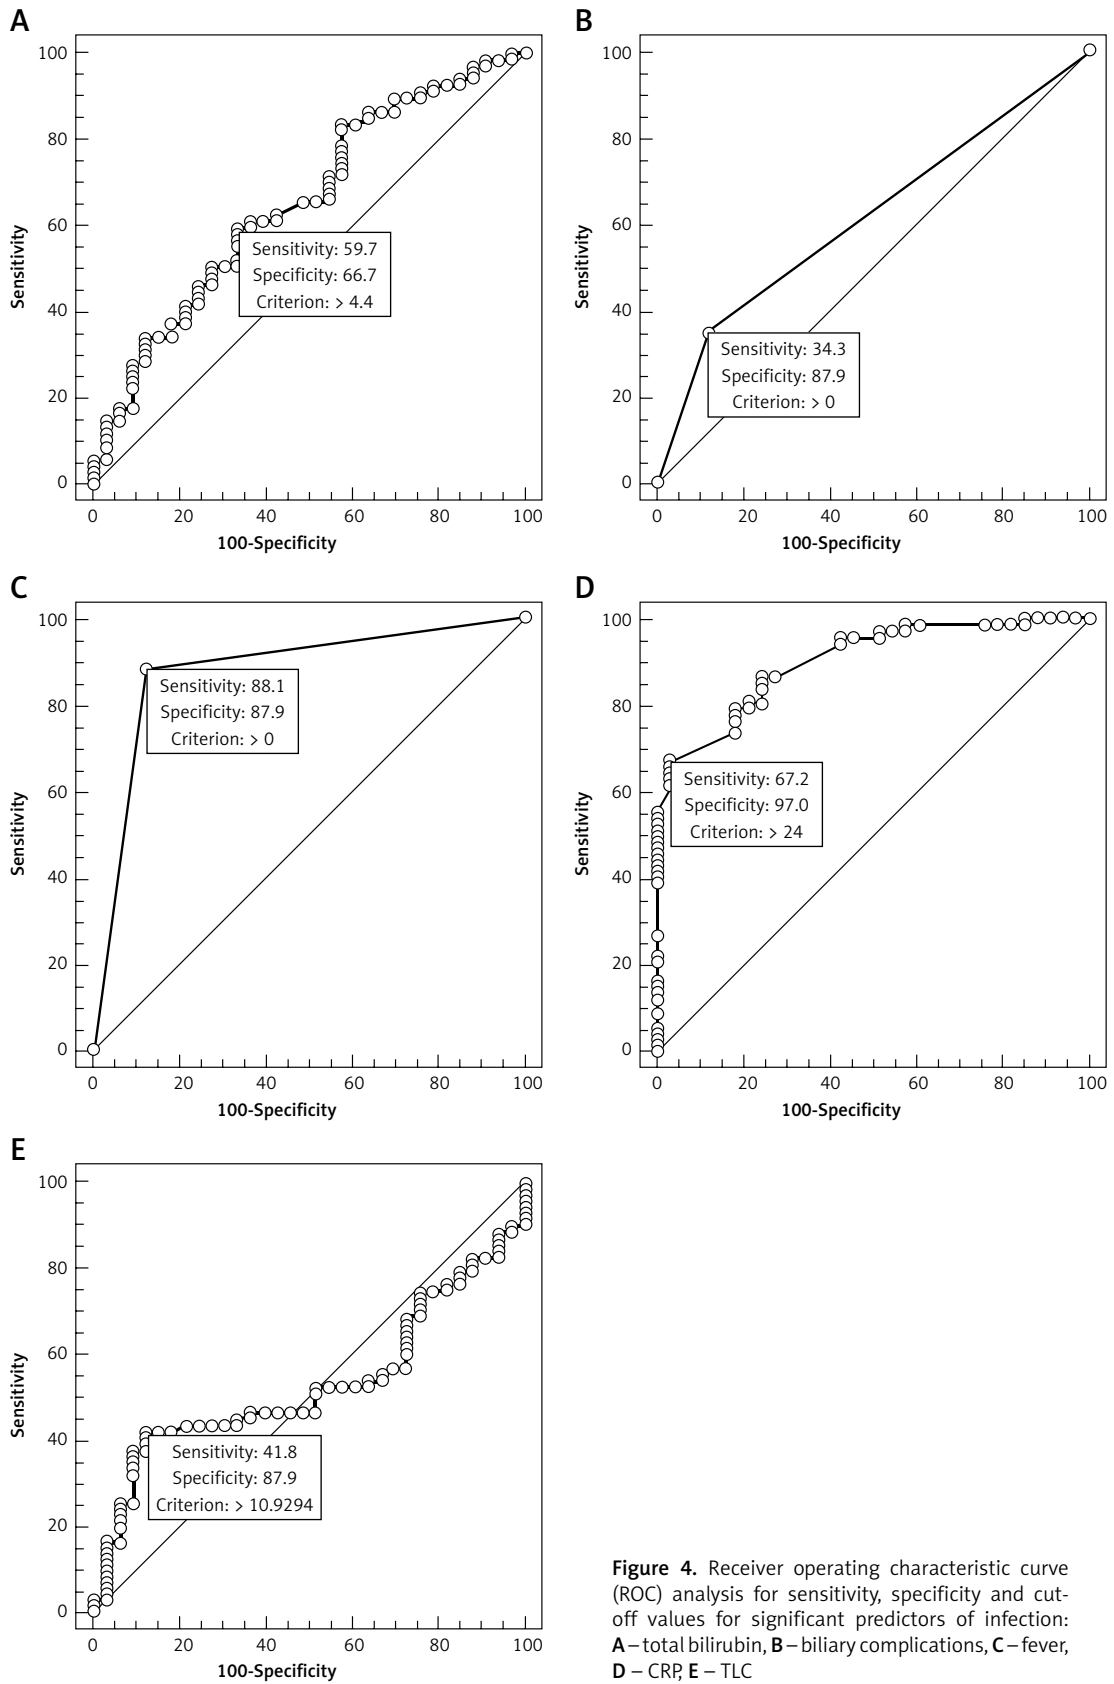 A
Sensitivity
100
80
60
40
20
0
Sensitivity: 59.7
Specificity: 66.7
Criterion: > 4.4
0 20 40 60 80 100
100-Specificity
B
Sensitivity
100
80
60
40
20
0
Sensitivity: 34.3
Specificity: 87.9
Criterion: > 0
0 20 40 60 80 100
100-Specificity
C
Sensitivity
100
80
60
40
20
0
Sensitivity: 88.1
Specificity: 87.9
Criterion: > 0
0 20 40 60 80 100
100-Specificity
D
Sensitivity
100
80
60
40
20
0
Sensitivity: 67.2
Specificity: 97.0
Criterion: > 24
0 20 40 60 80 100
100-Specificity
E
Sensitivity
100
80
60
40
20
0
Sensitivity: 41.8
Specificity: 87.9
Criterion: > 10.9294
0 20 40 60 80 100
100-Specificity
Figure 4. Receiver operating characteristic curve
(ROC) analysis for sensitivity, specificity and cut-
off values for significant predictors of infection:
A – total bilirubin, B – biliary complications, C – fever,
D – CRP, E – TLC